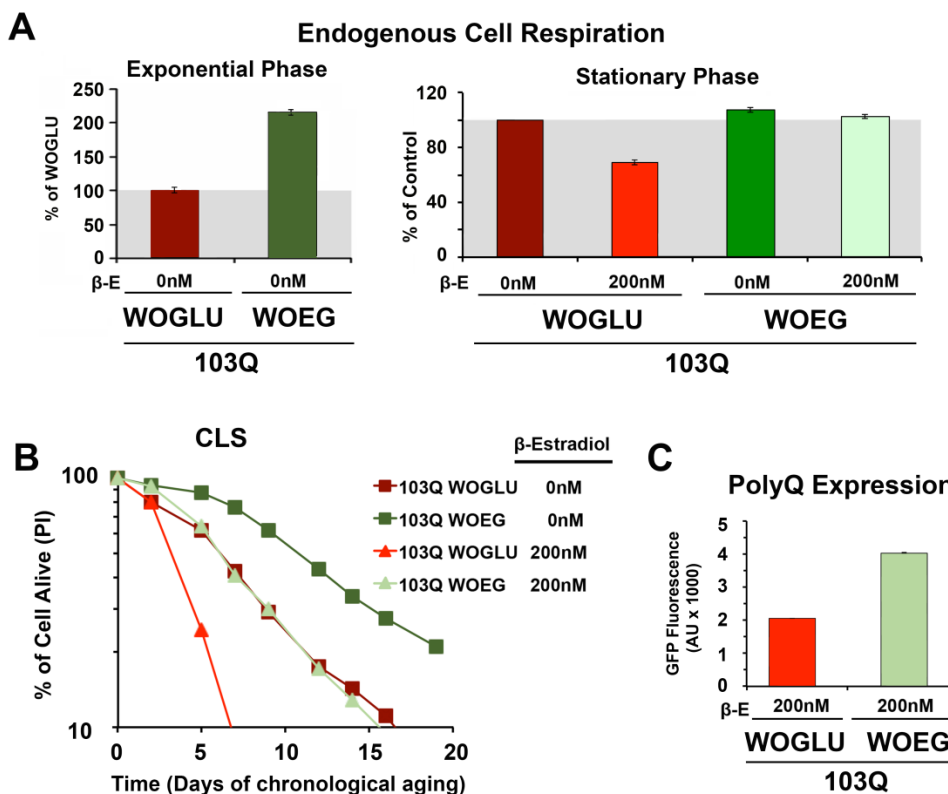 A
Endogenous Cell Respiration
Exponential Phase
% of WOGLU
250
200
150
100
50
0
β-E 0nM 0nM
WOGLU WOEG
103Q
Stationary Phase
% of Control
120
100
80
60
40
20
0
β-E 0nM 200nM 0nM 200nM
WOGLU WOEG
103Q
B
CLS
% of Cell Alive (PI)
100
10
0 5 10 15 20
Time (Days of chronological aging)
β-Estradiol
103Q WOGLU 0nM
103Q WOEG 0nM
103Q WOGLU 200nM
103Q WOEG 200nM
C
PolyQ Expression
GFP Fluorescence
(AU x 1000)
5
4
3
2
1
0
β-E 200nM 200nM
WOGLU WOEG
103Q